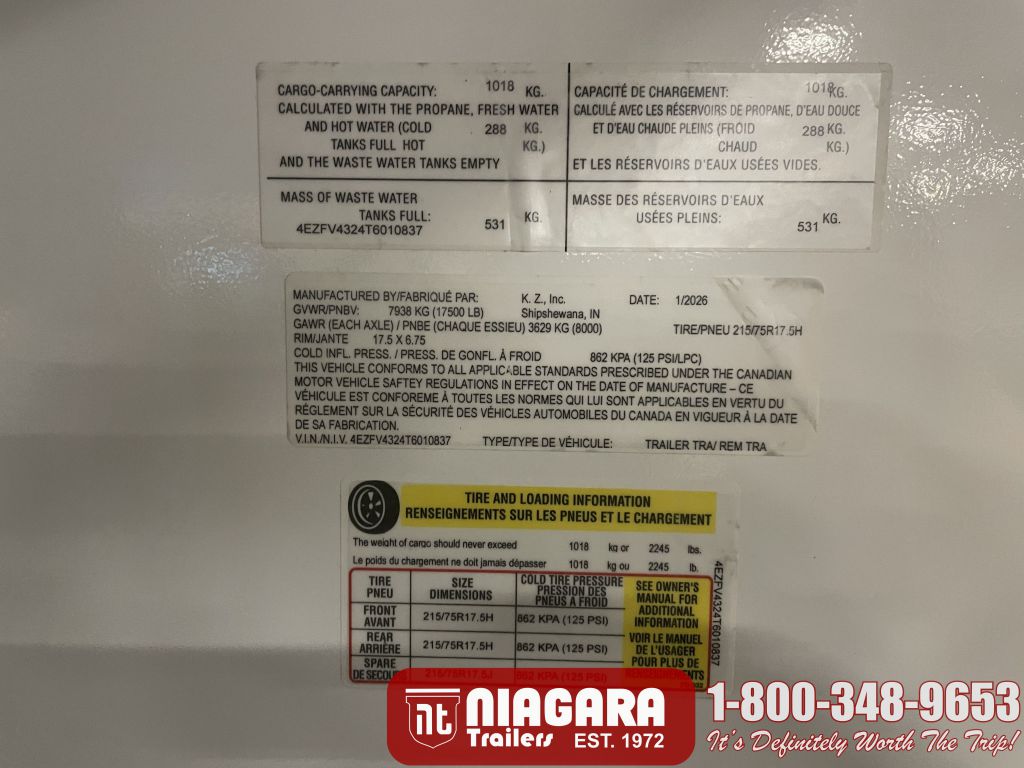 CARGO-CARRYING CAPACITY: 1018 KG.
CALCULATED WITH THE PROPANE, FRESH WATER
AND HOT WATER (COLD 288 KG.
TANKS FULL HOT KG.)
AND THE WASTE WATER TANKS EMPTY
MASS OF WASTE WATER
TANKS FULL: 531 KG.
4EZFV4324T6010837
CAPACITÉ DE CHARGEMENT: 1018 KG.
CALCULÉ AVEC LES RÉSERVOIRS DE PROPANE, D'EAU DOUCE
ET D'EAU CHAUDE PLEINS (FROID 288 KG.
CHAUD KG.)
ET LES RÉSERVOIRS D'EAUX USÉES VIDES.
MASSE DES RÉSERVOIRS D'EAUX
USÉES PLEINS: 531 KG.
MANUFACTURED BY/FABRIQUÉ PAR: K. Z., Inc. DATE: 1/2026
GVWR/PNBV: 7938 KG (17500 LB) Shipshewana, IN
GAWR (EACH AXLE) / PNBE (CHAQUE ESSIEU) 3629 KG (8000) TIRE/PNEU 215/75R17.5H
RIM/JANTE 17.5 X 6.75
COLD INFL. PRESS. / PRESS. DE GONFL. À FROID 862 KPA (125 PSI/LPC)
THIS VEHICLE CONFORMS TO ALL APPLICABLE STANDARDS PRESCRIBED UNDER THE CANADIAN
MOTOR VEHICLE SAFTEY REGULATIONS IN EFFECT ON THE DATE OF MANUFACTURE – CE
VÉHICULE EST CONFOREME À TOUTES LES NORMES QUI LUI SONT APPLICABLES EN VERTU DU
RÉGLEMENT SUR LA SÉCURITÉ DES VÉHICLES AUTOMOBILES DU CANADA EN VIGUEUR À LA DATE
DE SA FABRICATION.
V.I.N./N.I.V. 4EZFV4324T6010837 TYPE/TYPE DE VÉHICULE: TRAILER TRA/ REM TRA
TIRE AND LOADING INFORMATION
RENSEIGNEMENTS SUR LES PNEUS ET LE CHARGEMENT
The weight of cargo should never exceed 1018 kg or 2245 lbs.
Le poids du chargement ne doit jamais dépasser 1018 kg ou 2245 lb.
TIRE SIZE COLD TIRE PRESSURE
PNEU DIMENSIONS PRESSION DES
PNEUS A FROID
FRONT
AVANT 215/75R17.5H 862 KPA (125 PSI)
REAR
ARRIÈRE 215/75R17.5H 862 KPA (125 PSI)
SPARE
DE SECOURS 215/75R17.5J 862 KPA (125 PSI)
SEE OWNER'S
MANUAL FOR
ADDITIONAL
INFORMATION
VOIR LE MANUEL
DE L'USAGER
POUR PLUS DE
RENSEIGNEMENTS
4EZFV4324T6010837
nt NIAGARA
Trailers EST. 1972
1-800-348-9653
It's Definitely Worth The Trip!